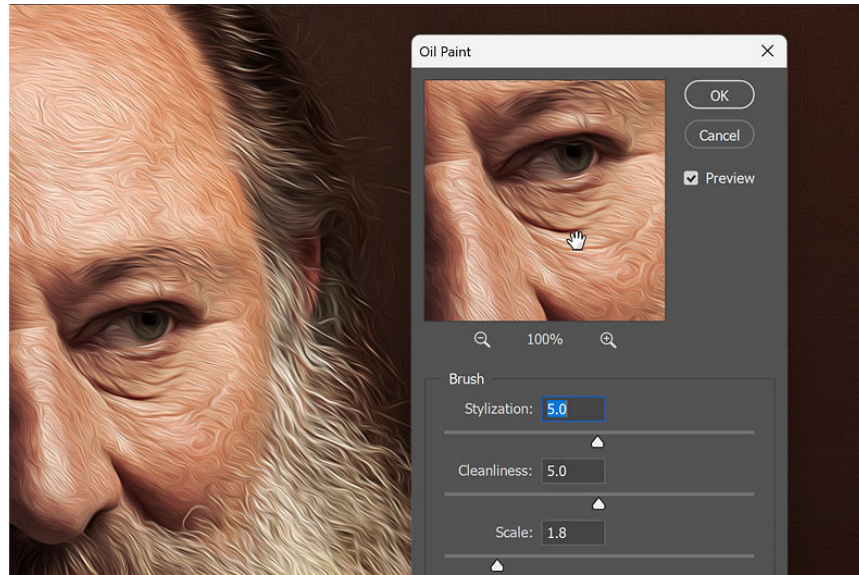 Oil Paint
OK
Cancel
Preview
100%
Brush
Stylization: 5.0
Cleanliness: 5.0
Scale: 1.8